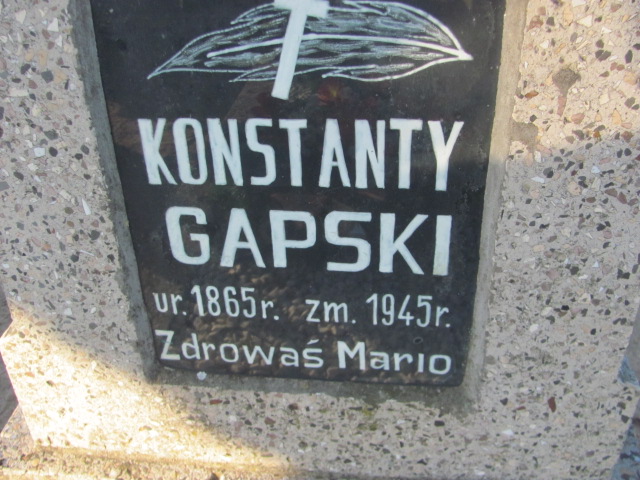 KONSTANTY
GAPSKI
ur. 1865r. zm. 1945r.
Zdrowaś Mario